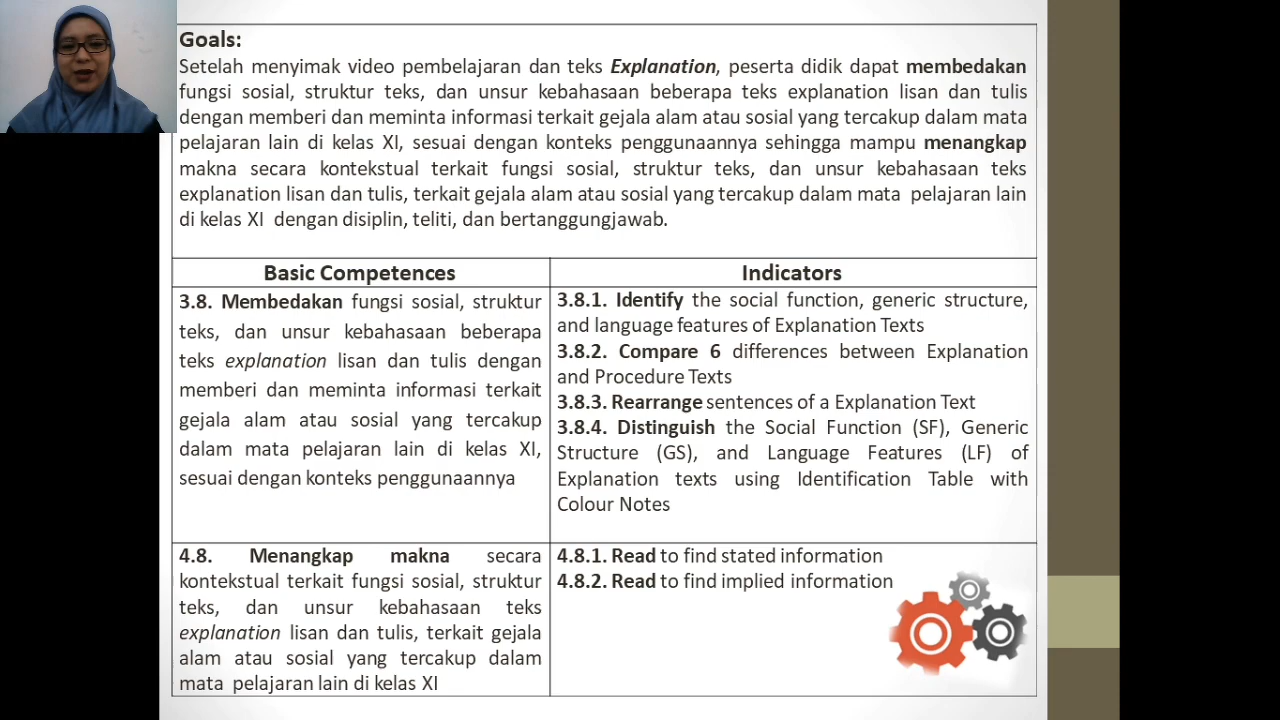 Goals:
Setelah menyimak video pembelajaran dan teks Explanation, peserta didik dapat membedakan
fungsi sosial, struktur teks, dan unsur kebahasaan beberapa teks explanation lisan dan tulis
dengan memberi dan meminta informasi terkait gejala alam atau sosial yang tercakup dalam mata
pelajaran lain di kelas XI, sesuai dengan konteks penggunaannya sehingga mampu menangkap
makna secara kontekstual terkait fungsi sosial, struktur teks, dan unsur kebahasaan teks
explanation lisan dan tulis, terkait gejala alam atau sosial yang tercakup dalam mata pelajaran lain
di kelas XI dengan disiplin, teliti, dan bertanggungjawab.
Basic Competences
3.8. Membedakan fungsi sosial, struktur
teks, dan unsur kebahasaan beberapa
teks explanation lisan dan tulis dengan
memberi dan meminta informasi terkait
gejala alam atau sosial yang tercakup
dalam mata pelajaran lain di kelas XI,
sesuai dengan konteks penggunaannya
Indicators
3.8.1. Identify the social function, generic structure,
and language features of Explanation Texts
3.8.2. Compare 6 differences between Explanation
and Procedure Texts
3.8.3. Rearrange sentences of a Explanation Text
3.8.4. Distinguish the Social Function (SF), Generic
Structure (GS), and Language Features (LF) of
Explanation texts using Identification Table with
Colour Notes
4.8. Menangkap makna secara
kontekstual terkait fungsi sosial, struktur
teks, dan unsur kebahasaan teks
explanation lisan dan tulis, terkait gejala
alam atau sosial yang tercakup dalam
mata pelajaran lain di kelas XI
4.8.1. Read to find stated information
4.8.2. Read to find implied information